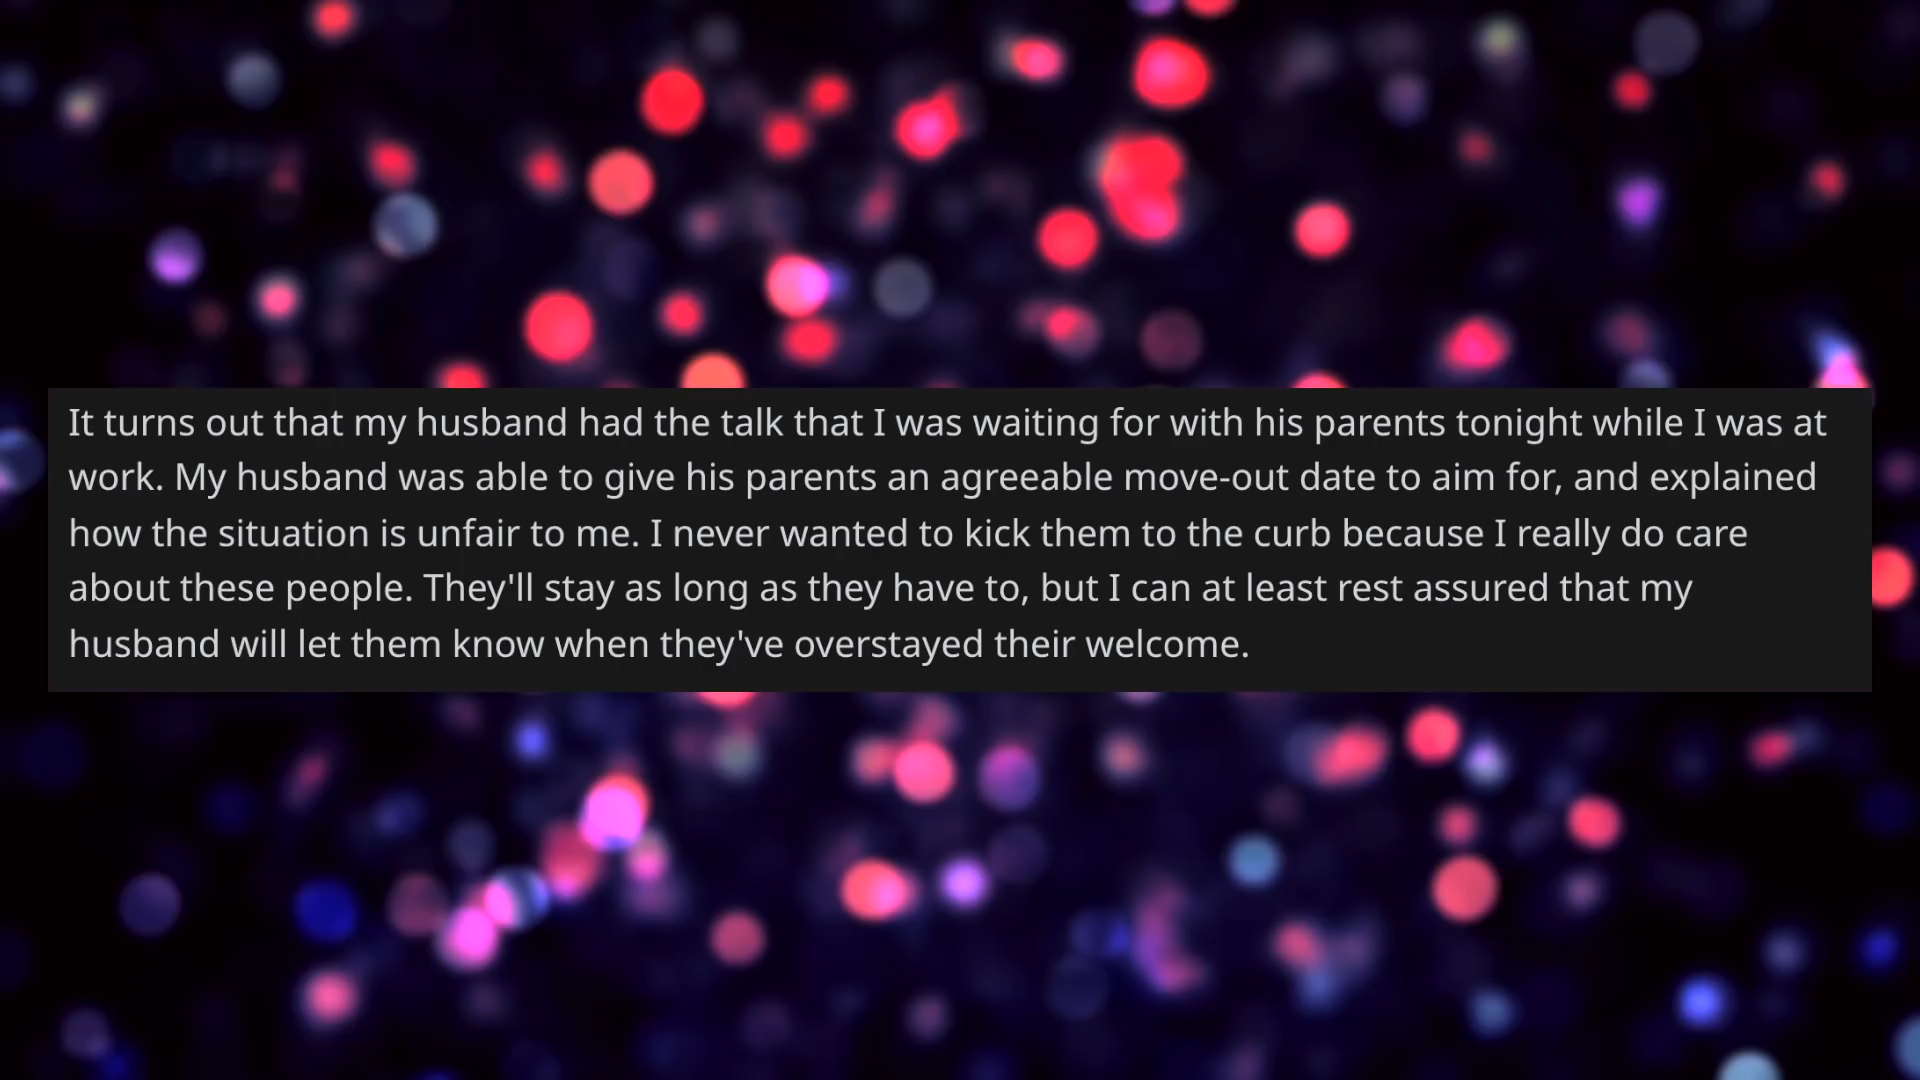 It turns out that my husband had the talk that I was waiting for with his parents tonight while I was at
work. My husband was able to give his parents an agreeable move-out date to aim for, and explained
how the situation is unfair to me. I never wanted to kick them to the curb because I really do care
about these people. They'll stay as long as they have to, but I can at least rest assured that my
husband will let them know when they've overstayed their welcome.